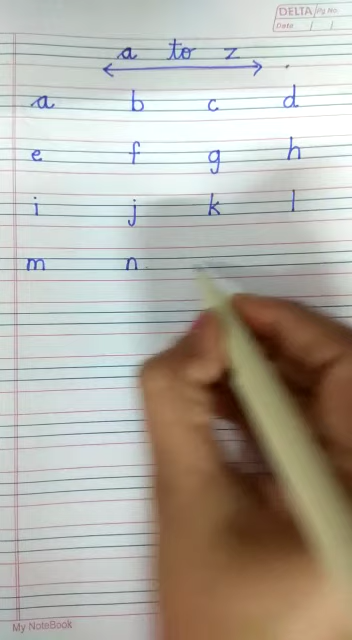 DELTA Pg No.
Date / /
a to z
a b c d
e f g h
i j k l
m n
My NoteBook